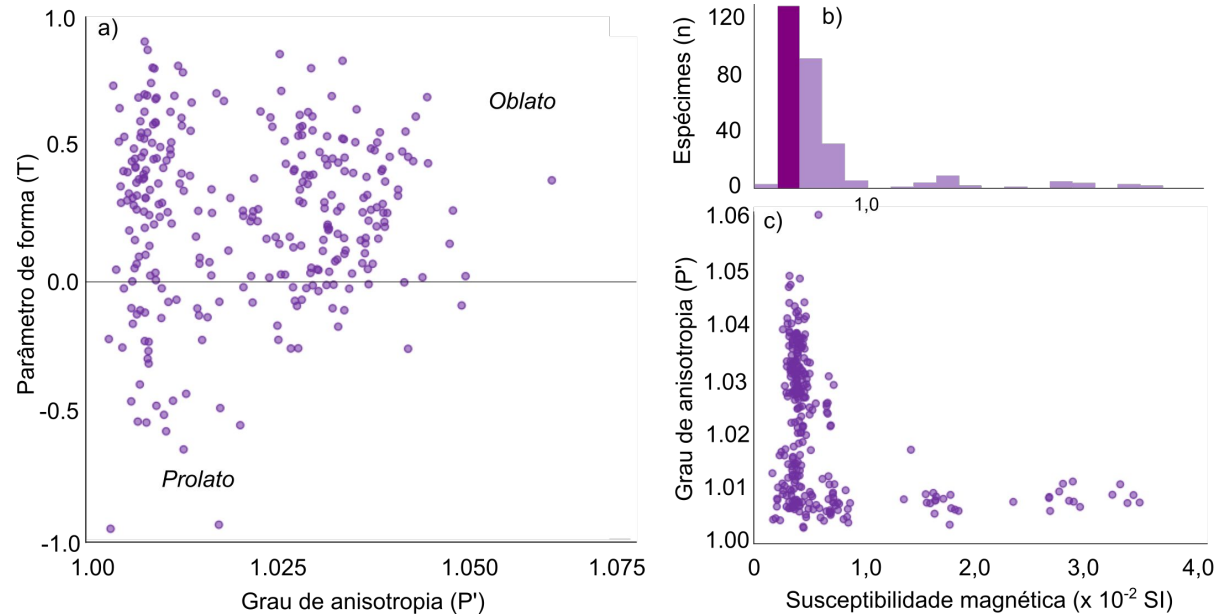 a)
1.0
0.5
0.0
-0.5
-1.0
Parâmetro de forma (T)
Oblato
Prolato
1.00
1.025
1.050
1.075
Grau de anisotropia (P')
b)
120
80
40
0
Espécimes (n)
1,0
c)
1.06
1.05
1.04
1.03
1.02
1.01
1.00
Grau de anisotropia (P')
0
1,0
2,0
3,0
4,0
Susceptibilidade magnética (x 10⁻² SI)